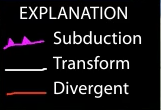 EXPLANATION
Subduction
Transform
Divergent